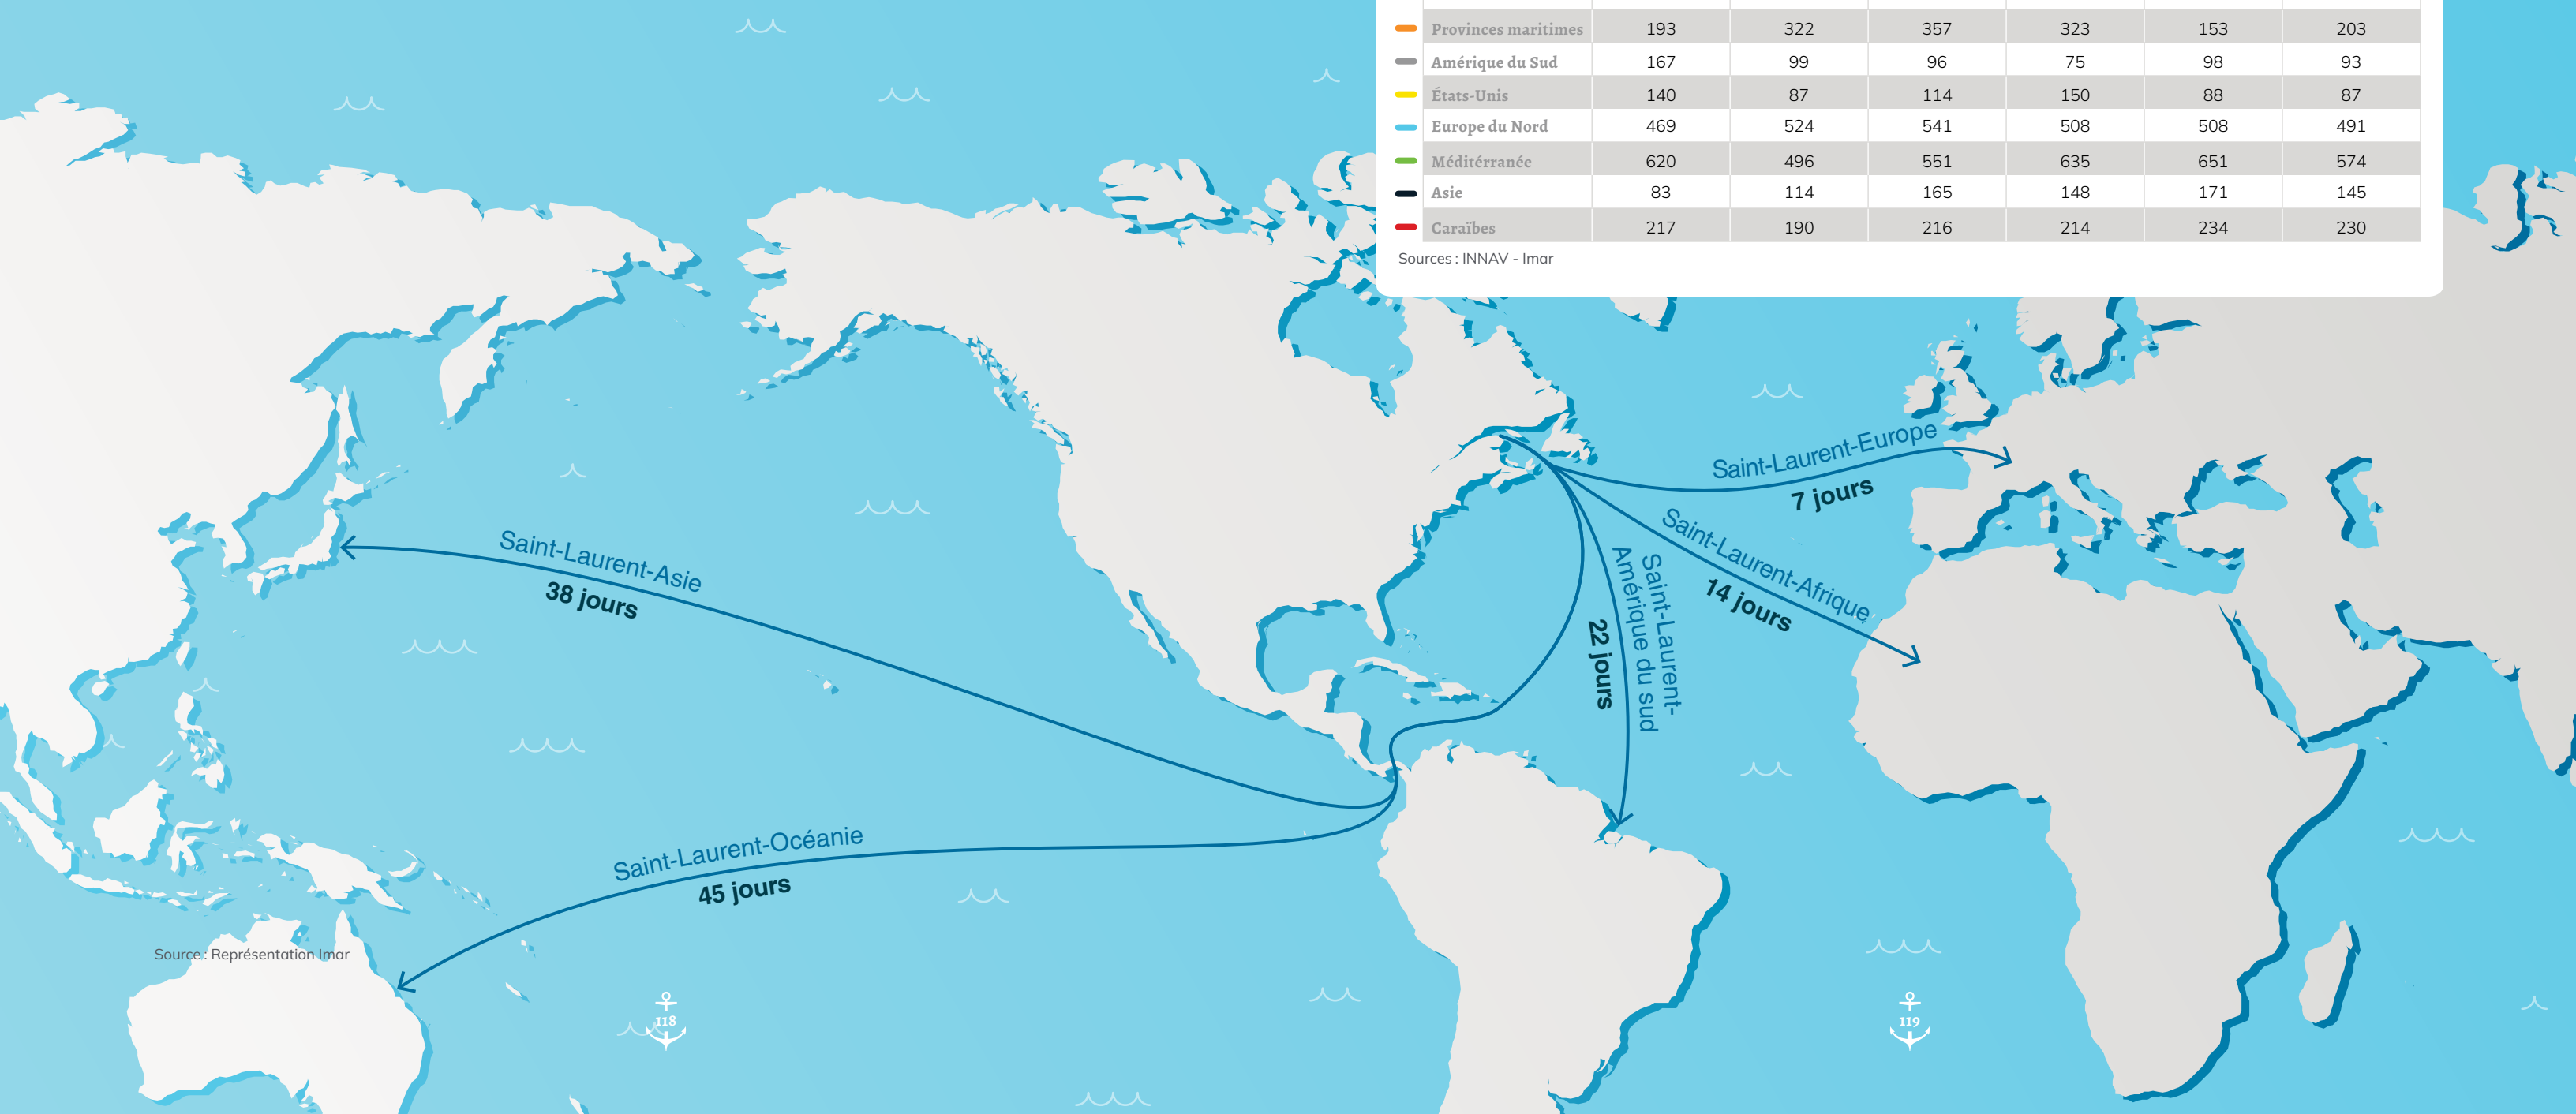 Provinces maritimes 193 322 357 323 153 203
Amérique du Sud 167 99 96 75 98 93
États-Unis 140 87 114 150 88 87
Europe du Nord 469 524 541 508 508 491
Méditérranée 620 496 551 635 651 574
Asie 83 114 165 148 171 145
Caraïbes 217 190 216 214 234 230
Sources : INNAV - Imar
Saint-Laurent-Europe
7 jours
Saint-Laurent-Afrique
14 jours
Saint-Laurent-
Amérique du sud
22 jours
Saint-Laurent-Asie
38 jours
Saint-Laurent-Océanie
45 jours
Source : Représentation Imar
118
119